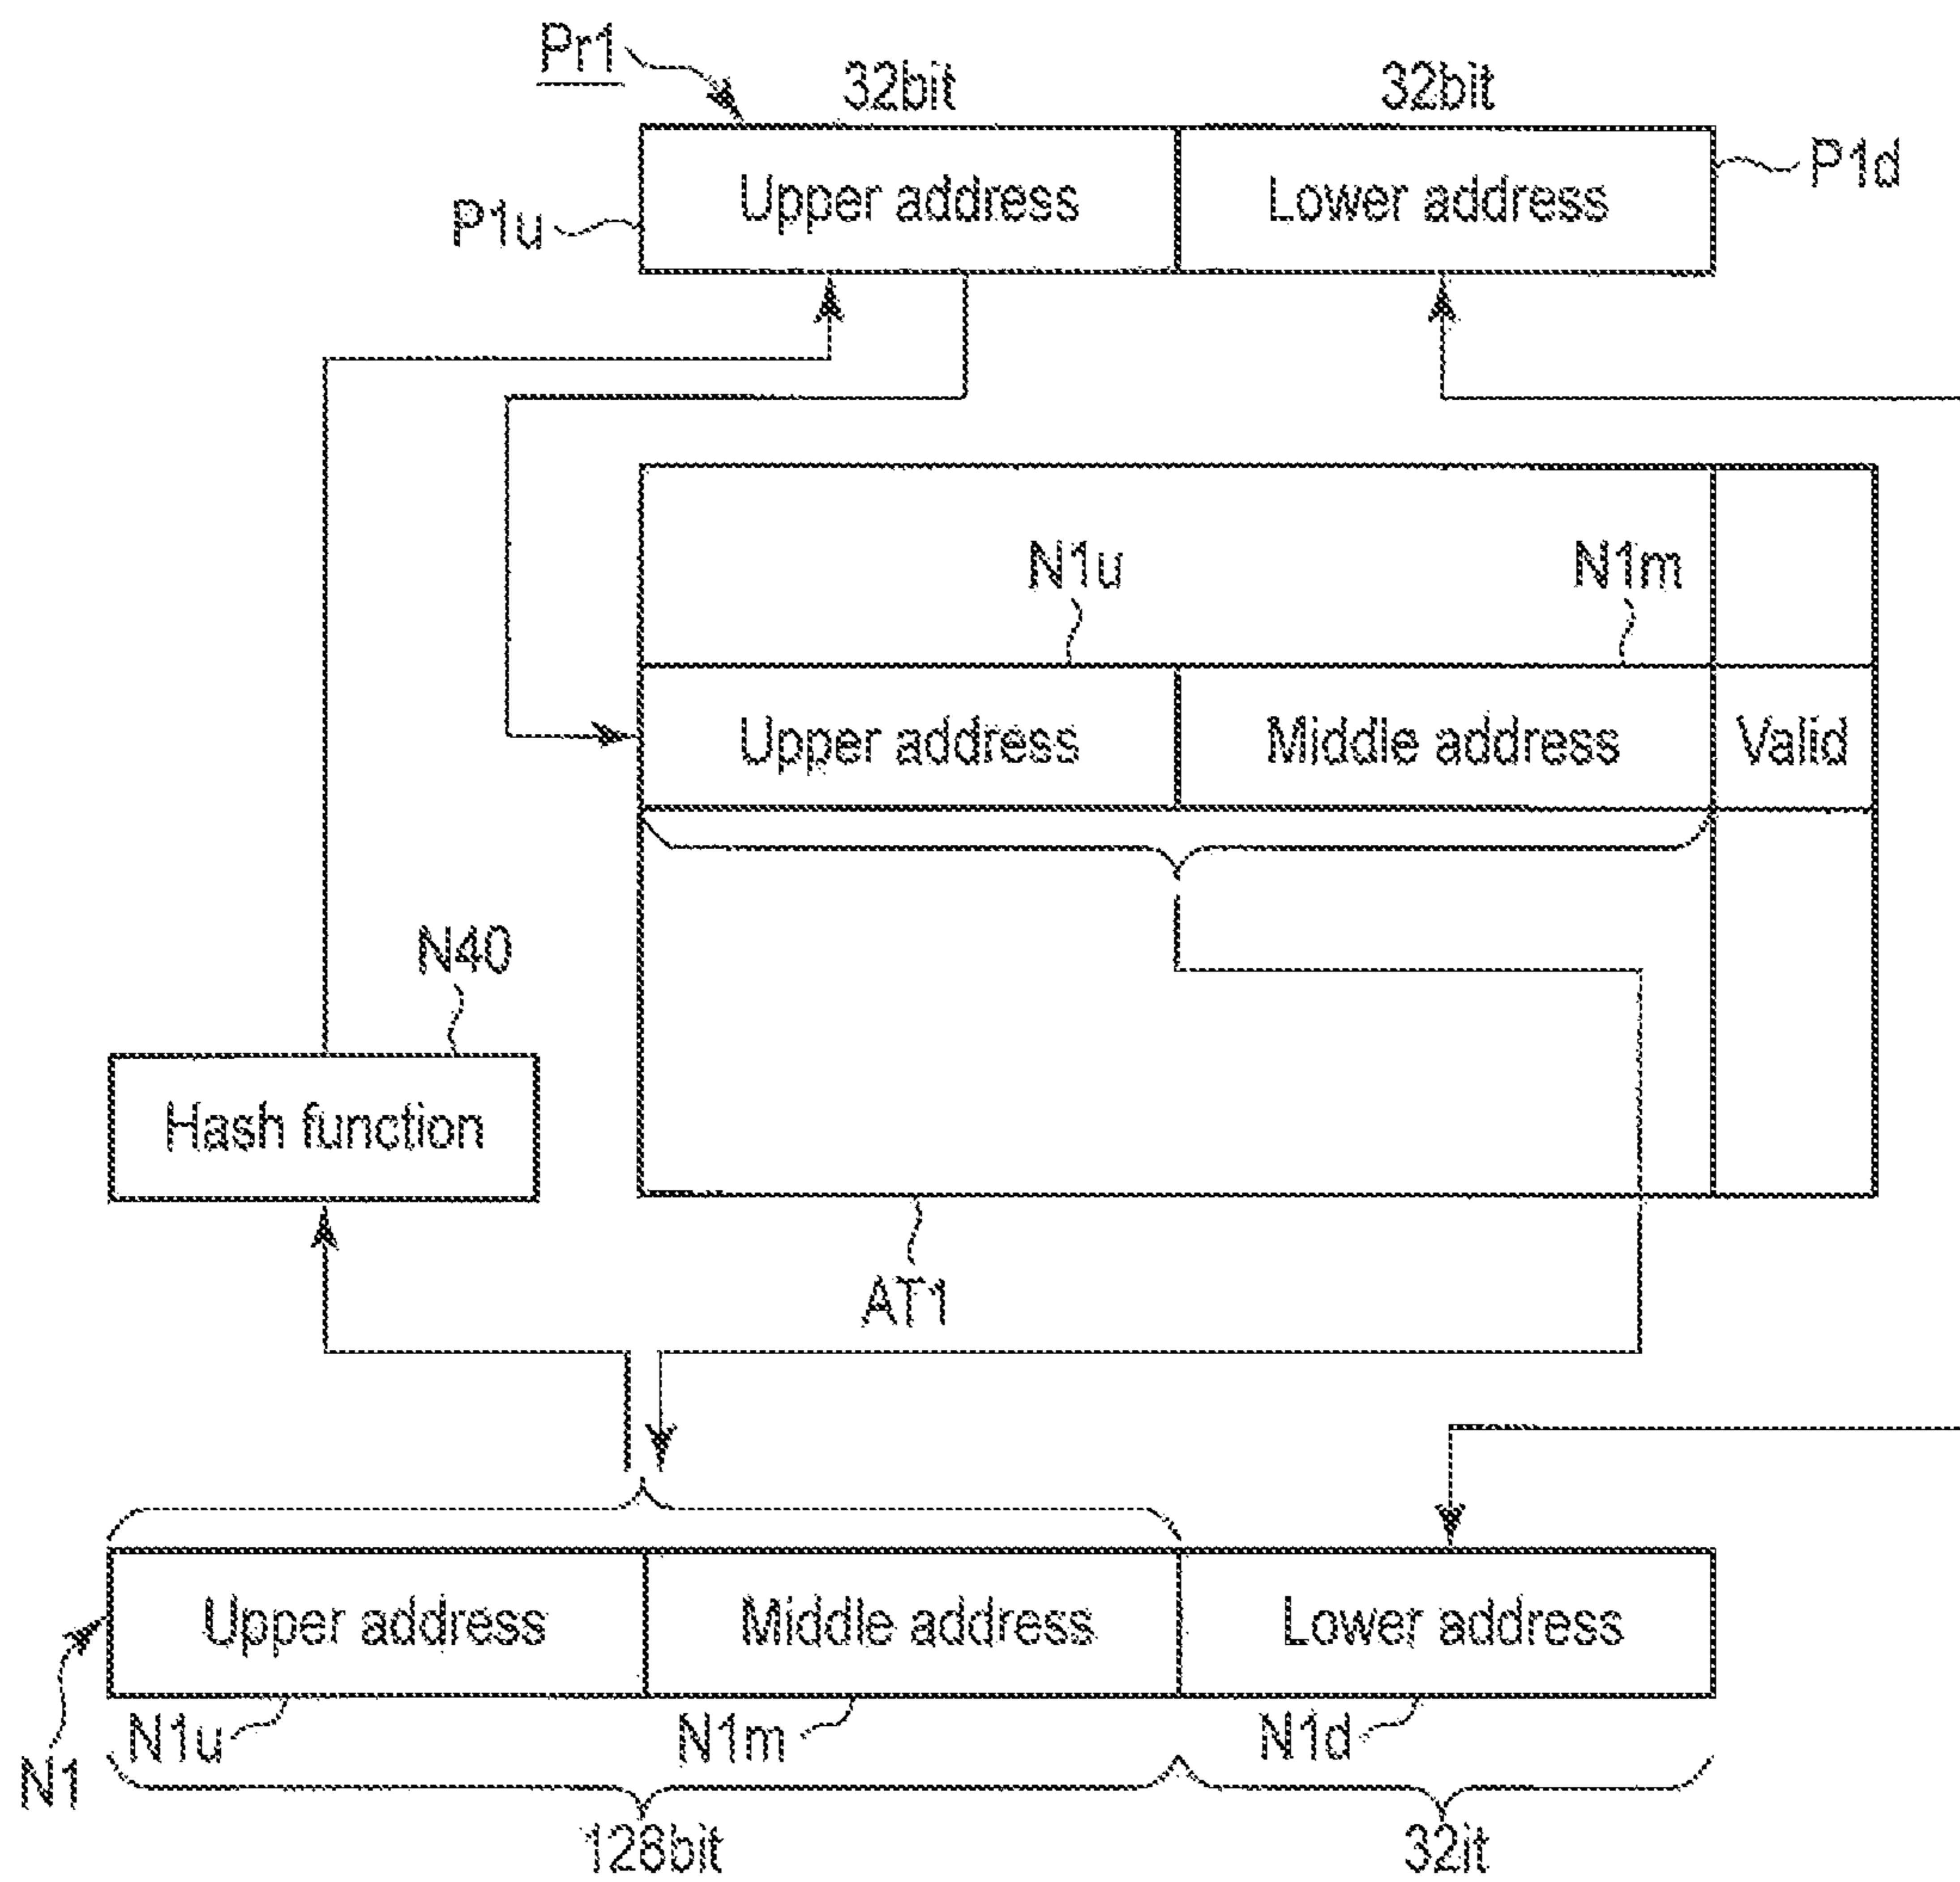 Pr1
32bit
32bit
P1u
Upper address
Lower address
P1d
N1u
N1m
Upper address
Middle address
Valid
N40
Hash function
AT1
Upper address
Middle address
Lower address
N1
N1u
N1m
N1d
128bit
32it